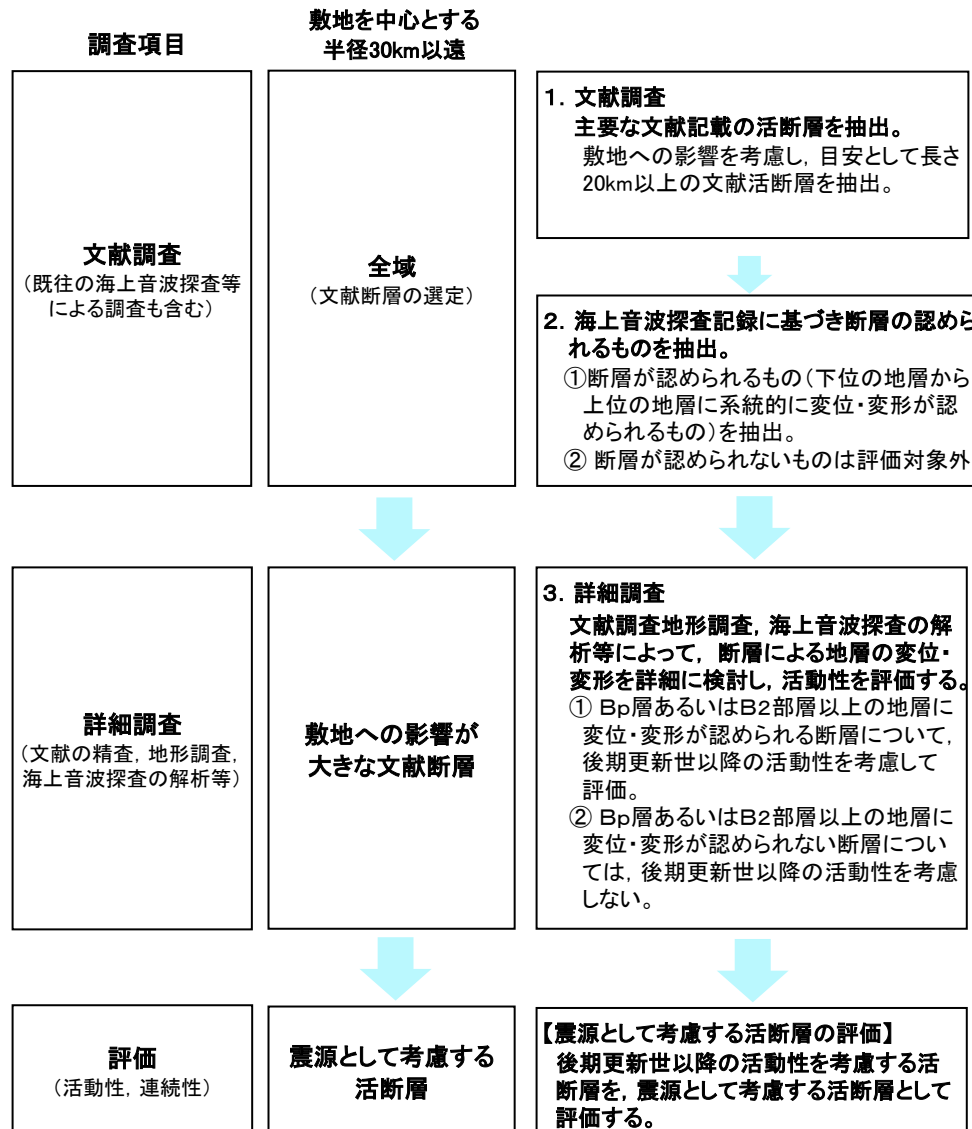 調査項目
敷地を中心とする
半径30km以遠
文献調査
（既往の海上音波探査等
による調査も含む）
全域
（文献断層の選定）
１．文献調査
主要な文献記載の活断層を抽出。
敷地への影響を考慮し，目安として長さ
20km以上の文献活断層を抽出。
２．海上音波探査記録に基づき断層の認めら
れるものを抽出。
①断層が認められるもの（下位の地層から
上位の地層に系統的に変位・変形が認
められるもの）を抽出。
② 断層が認められないものは評価対象外
詳細調査
（文献の精査，地形調査，
海上音波探査の解析等）
敷地への影響が
大きな文献断層
３．詳細調査
文献調査地形調査，海上音波探査の解
析等によって，断層による地層の変位・
変形を詳細に検討し，活動性を評価する。
① Ｂｐ層あるいはＢ２部層以上の地層に
変位・変形が認められる断層について，
後期更新世以降の活動性を考慮して
評価。
② Ｂｐ層あるいはＢ２部層以上の地層に
変位・変形が認められない断層につい
ては，後期更新世以降の活動性を考慮
しない。
評価
（活動性，連続性）
震源として考慮する
活断層
【震源として考慮する活断層の評価】
後期更新世以降の活動性を考慮する活
断層を，震源として考慮する活断層として
評価する。